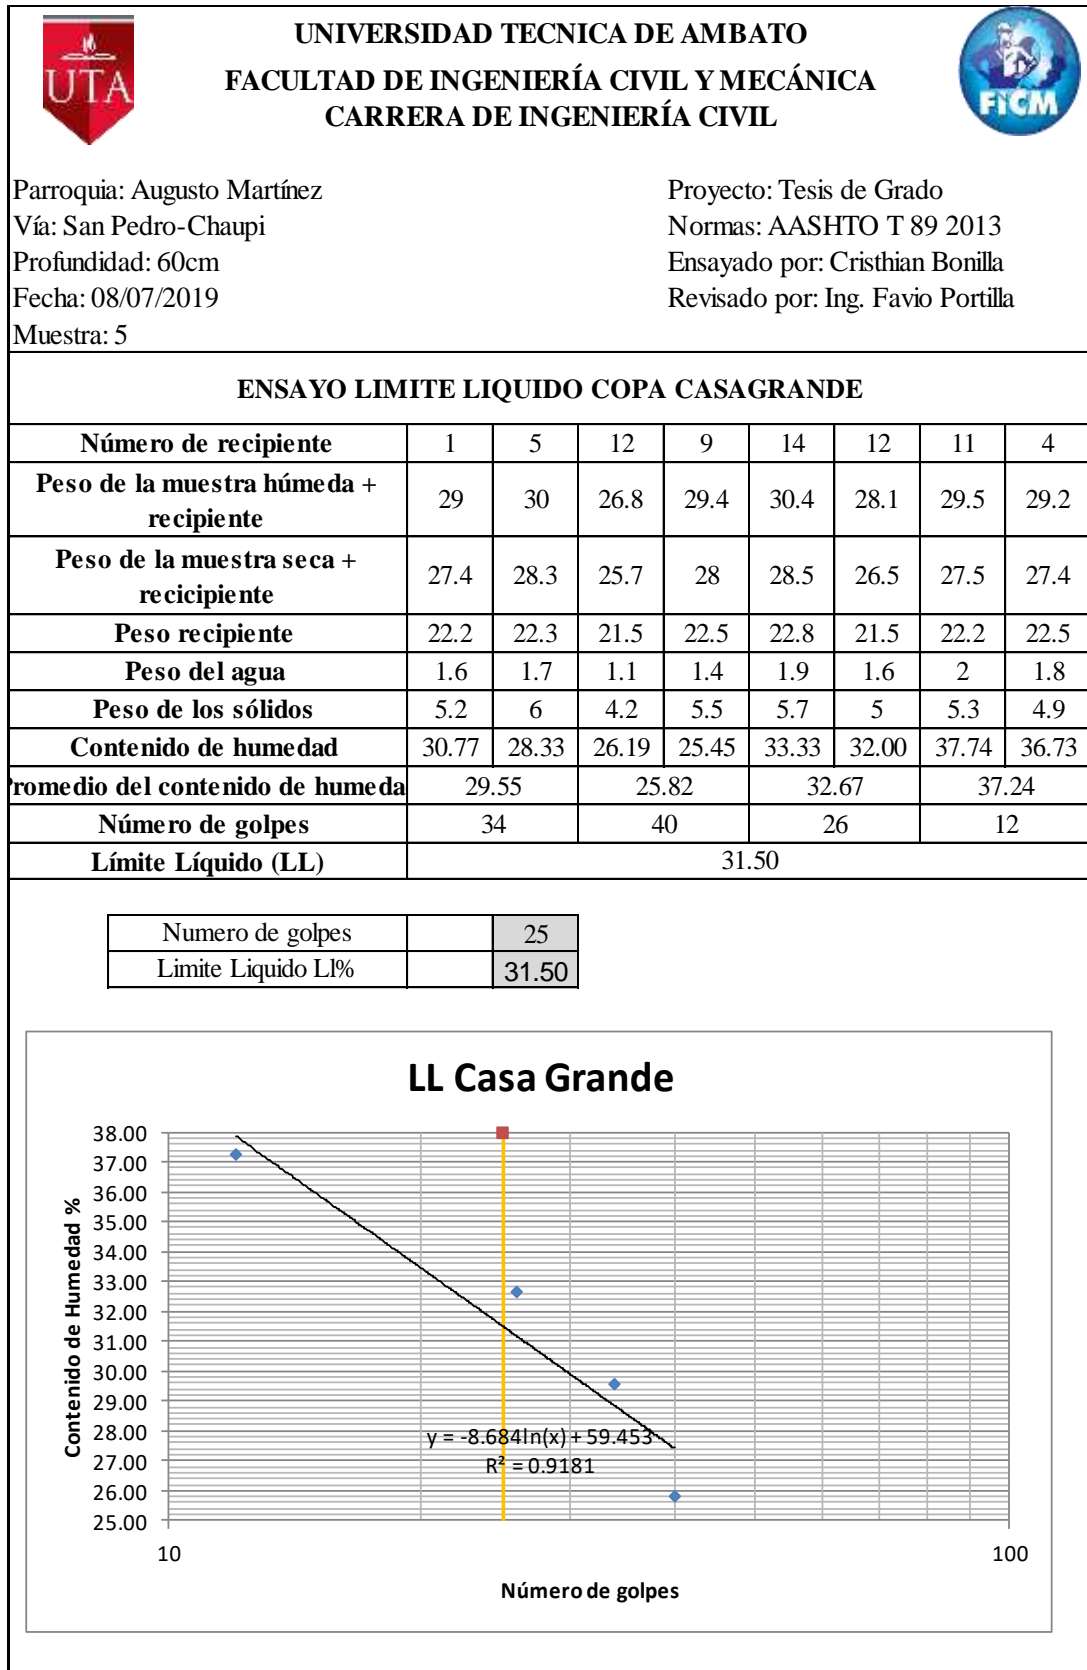 UTA
UNIVERSIDAD TECNICA DE AMBATO
FACULTAD DE INGENIERÍA CIVIL Y MECÁNICA
CARRERA DE INGENIERÍA CIVIL
FICM
Parroquia: Augusto Martínez
Proyecto: Tesis de Grado
Vía: San Pedro-Chaupi
Normas: AASHTO T 89 2013
Profundidad: 60cm
Ensayado por: Cristhian Bonilla
Fecha: 08/07/2019
Revisado por: Ing. Favio Portilla
Muestra: 5
ENSAYO LIMITE LIQUIDO COPA CASAGRANDE
Número de recipiente 1 5 12 9 14 12 11 4
Peso de la muestra húmeda +
recipiente 29 30 26.8 29.4 30.4 28.1 29.5 29.2
Peso de la muestra seca +
recicipiente 27.4 28.3 25.7 28 28.5 26.5 27.5 27.4
Peso recipiente 22.2 22.3 21.5 22.5 22.8 21.5 22.2 22.5
Peso del agua 1.6 1.7 1.1 1.4 1.9 1.6 2 1.8
Peso de los sólidos 5.2 6 4.2 5.5 5.7 5 5.3 4.9
Contenido de humedad 30.77 28.33 26.19 25.45 33.33 32.00 37.74 36.73
romedio del contenido de humeda 29.55 25.82 32.67 37.24
Número de golpes 34 40 26 12
Límite Líquido (LL) 31.50
Numero de golpes 25
Limite Liquido Ll% 31.50
LL Casa Grande
38.00
37.00
36.00
35.00
34.00
33.00
32.00
31.00
30.00
29.00
28.00
27.00
26.00
25.00
Contenido de Humedad %
y = -8.684ln(x) + 59.453
R² = 0.9181
10 100
Número de golpes